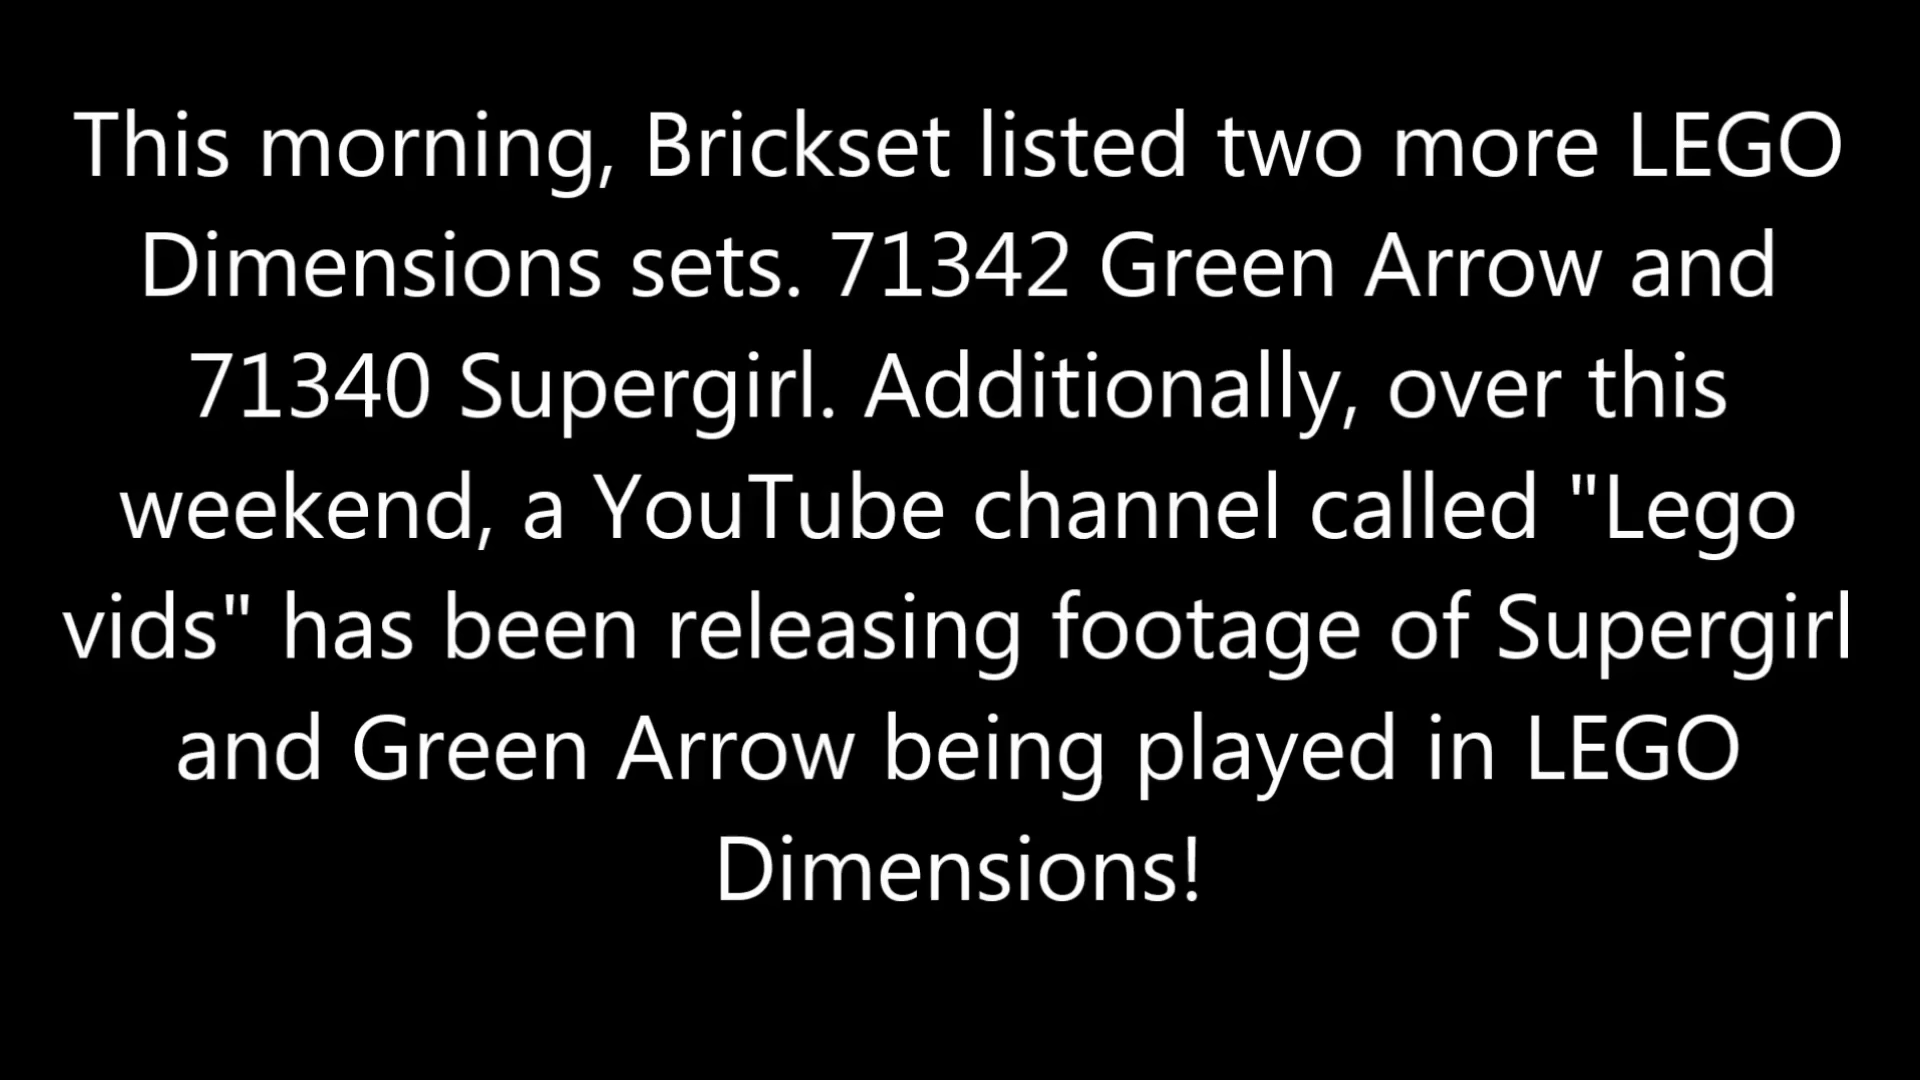 This morning, Brickset listed two more LEGO
Dimensions sets. 71342 Green Arrow and
71340 Supergirl. Additionally, over this
weekend, a YouTube channel called "Lego
vids" has been releasing footage of Supergirl
and Green Arrow being played in LEGO
Dimensions!